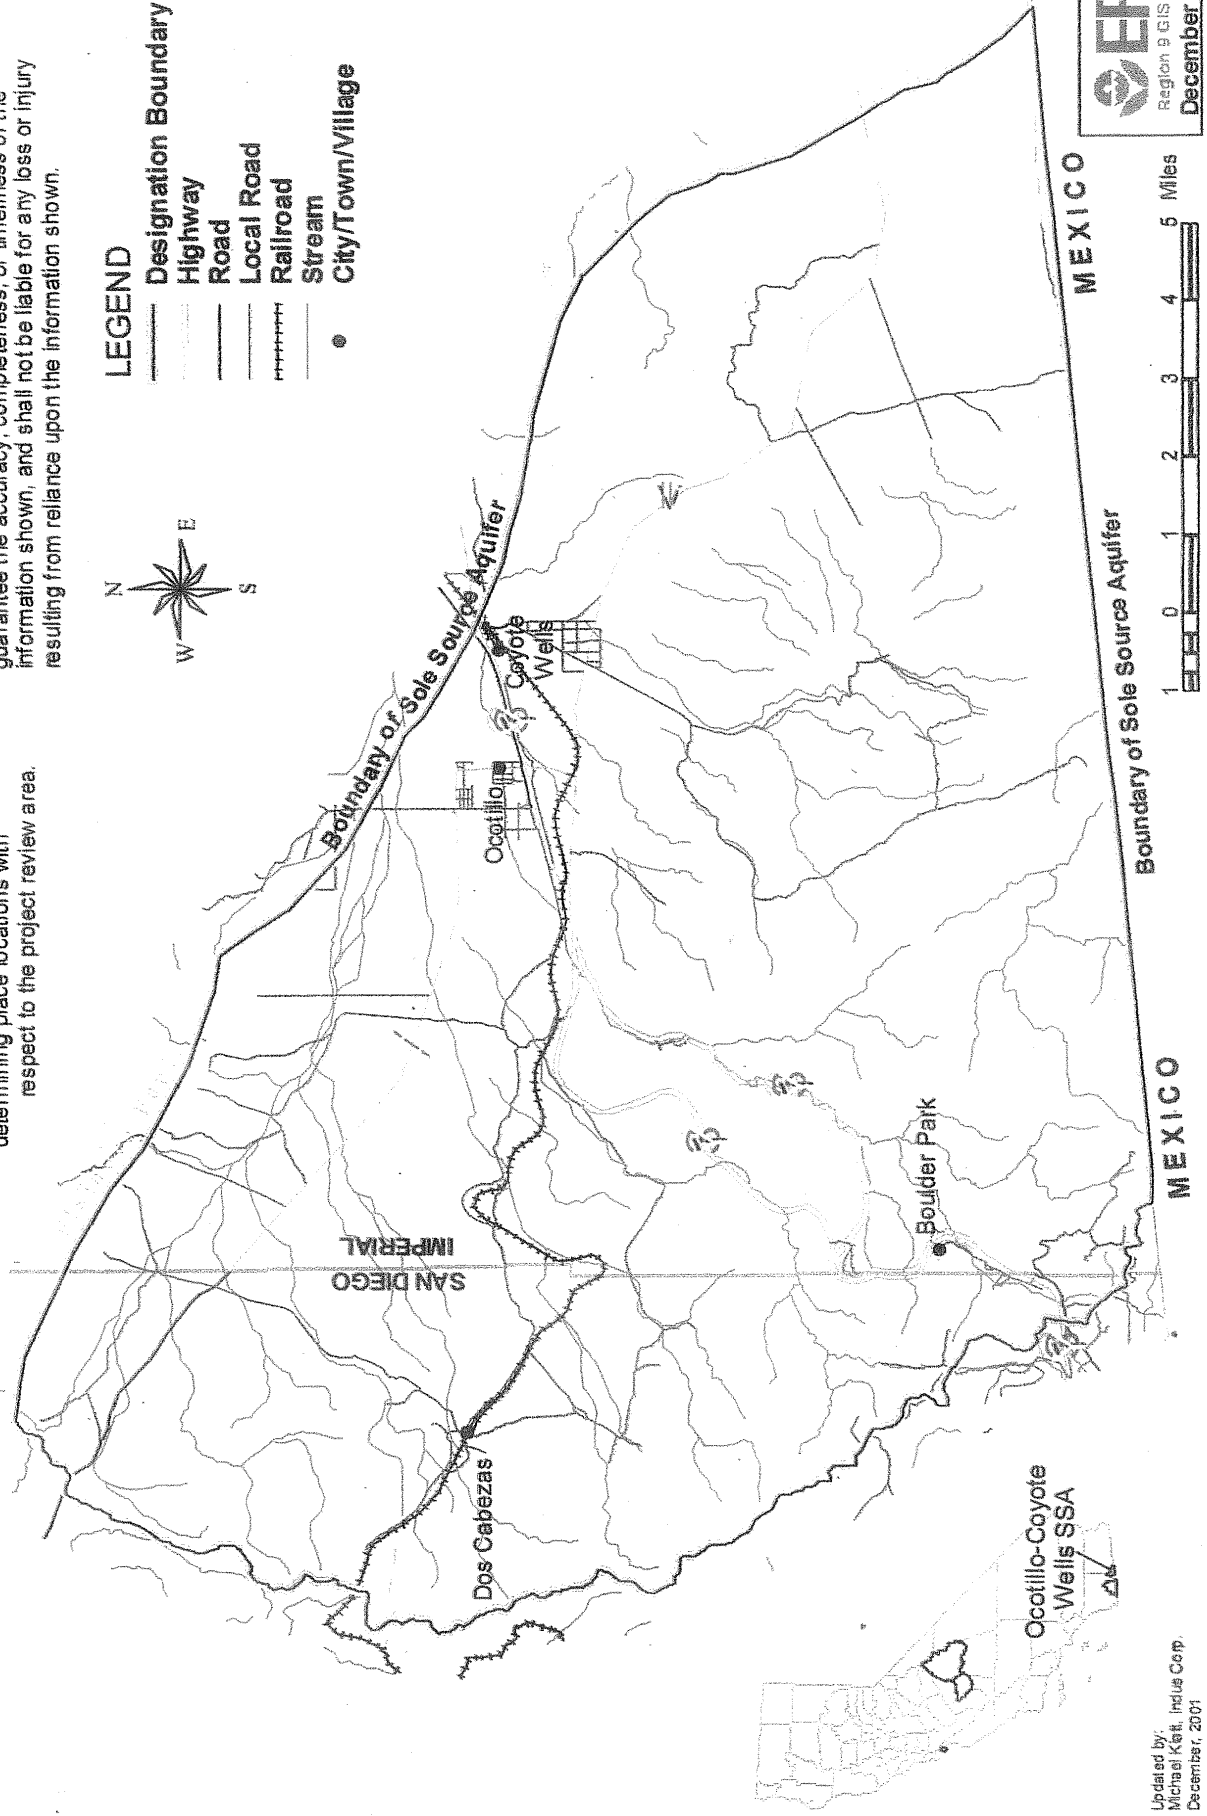 determining place locations with
respect to the project review area.
guarantee the accuracy, completeness, or timeliness of the
information shown, and shall not be liable for any loss or injury
resulting from reliance upon the information shown.
LEGEND
Designation Boundary
Highway
Road
Local Road
Railroad
Stream
City/Town/Village
N
W
E
S
Boundary of Sole Source Aquifer
SAN DIEGO
IMPERIAL
Dos Cabezas
Ocotillo
Coyote
Wells
Boulder Park
MEXICO
MEXICO
Boundary of Sole Source Aquifer
Ocotillo-Coyote
Wells SSA
1 0 1 2 3 4 5 Miles
Region 9 GIS
December
Updated by:
Michael Indus Corp.
December, 2001